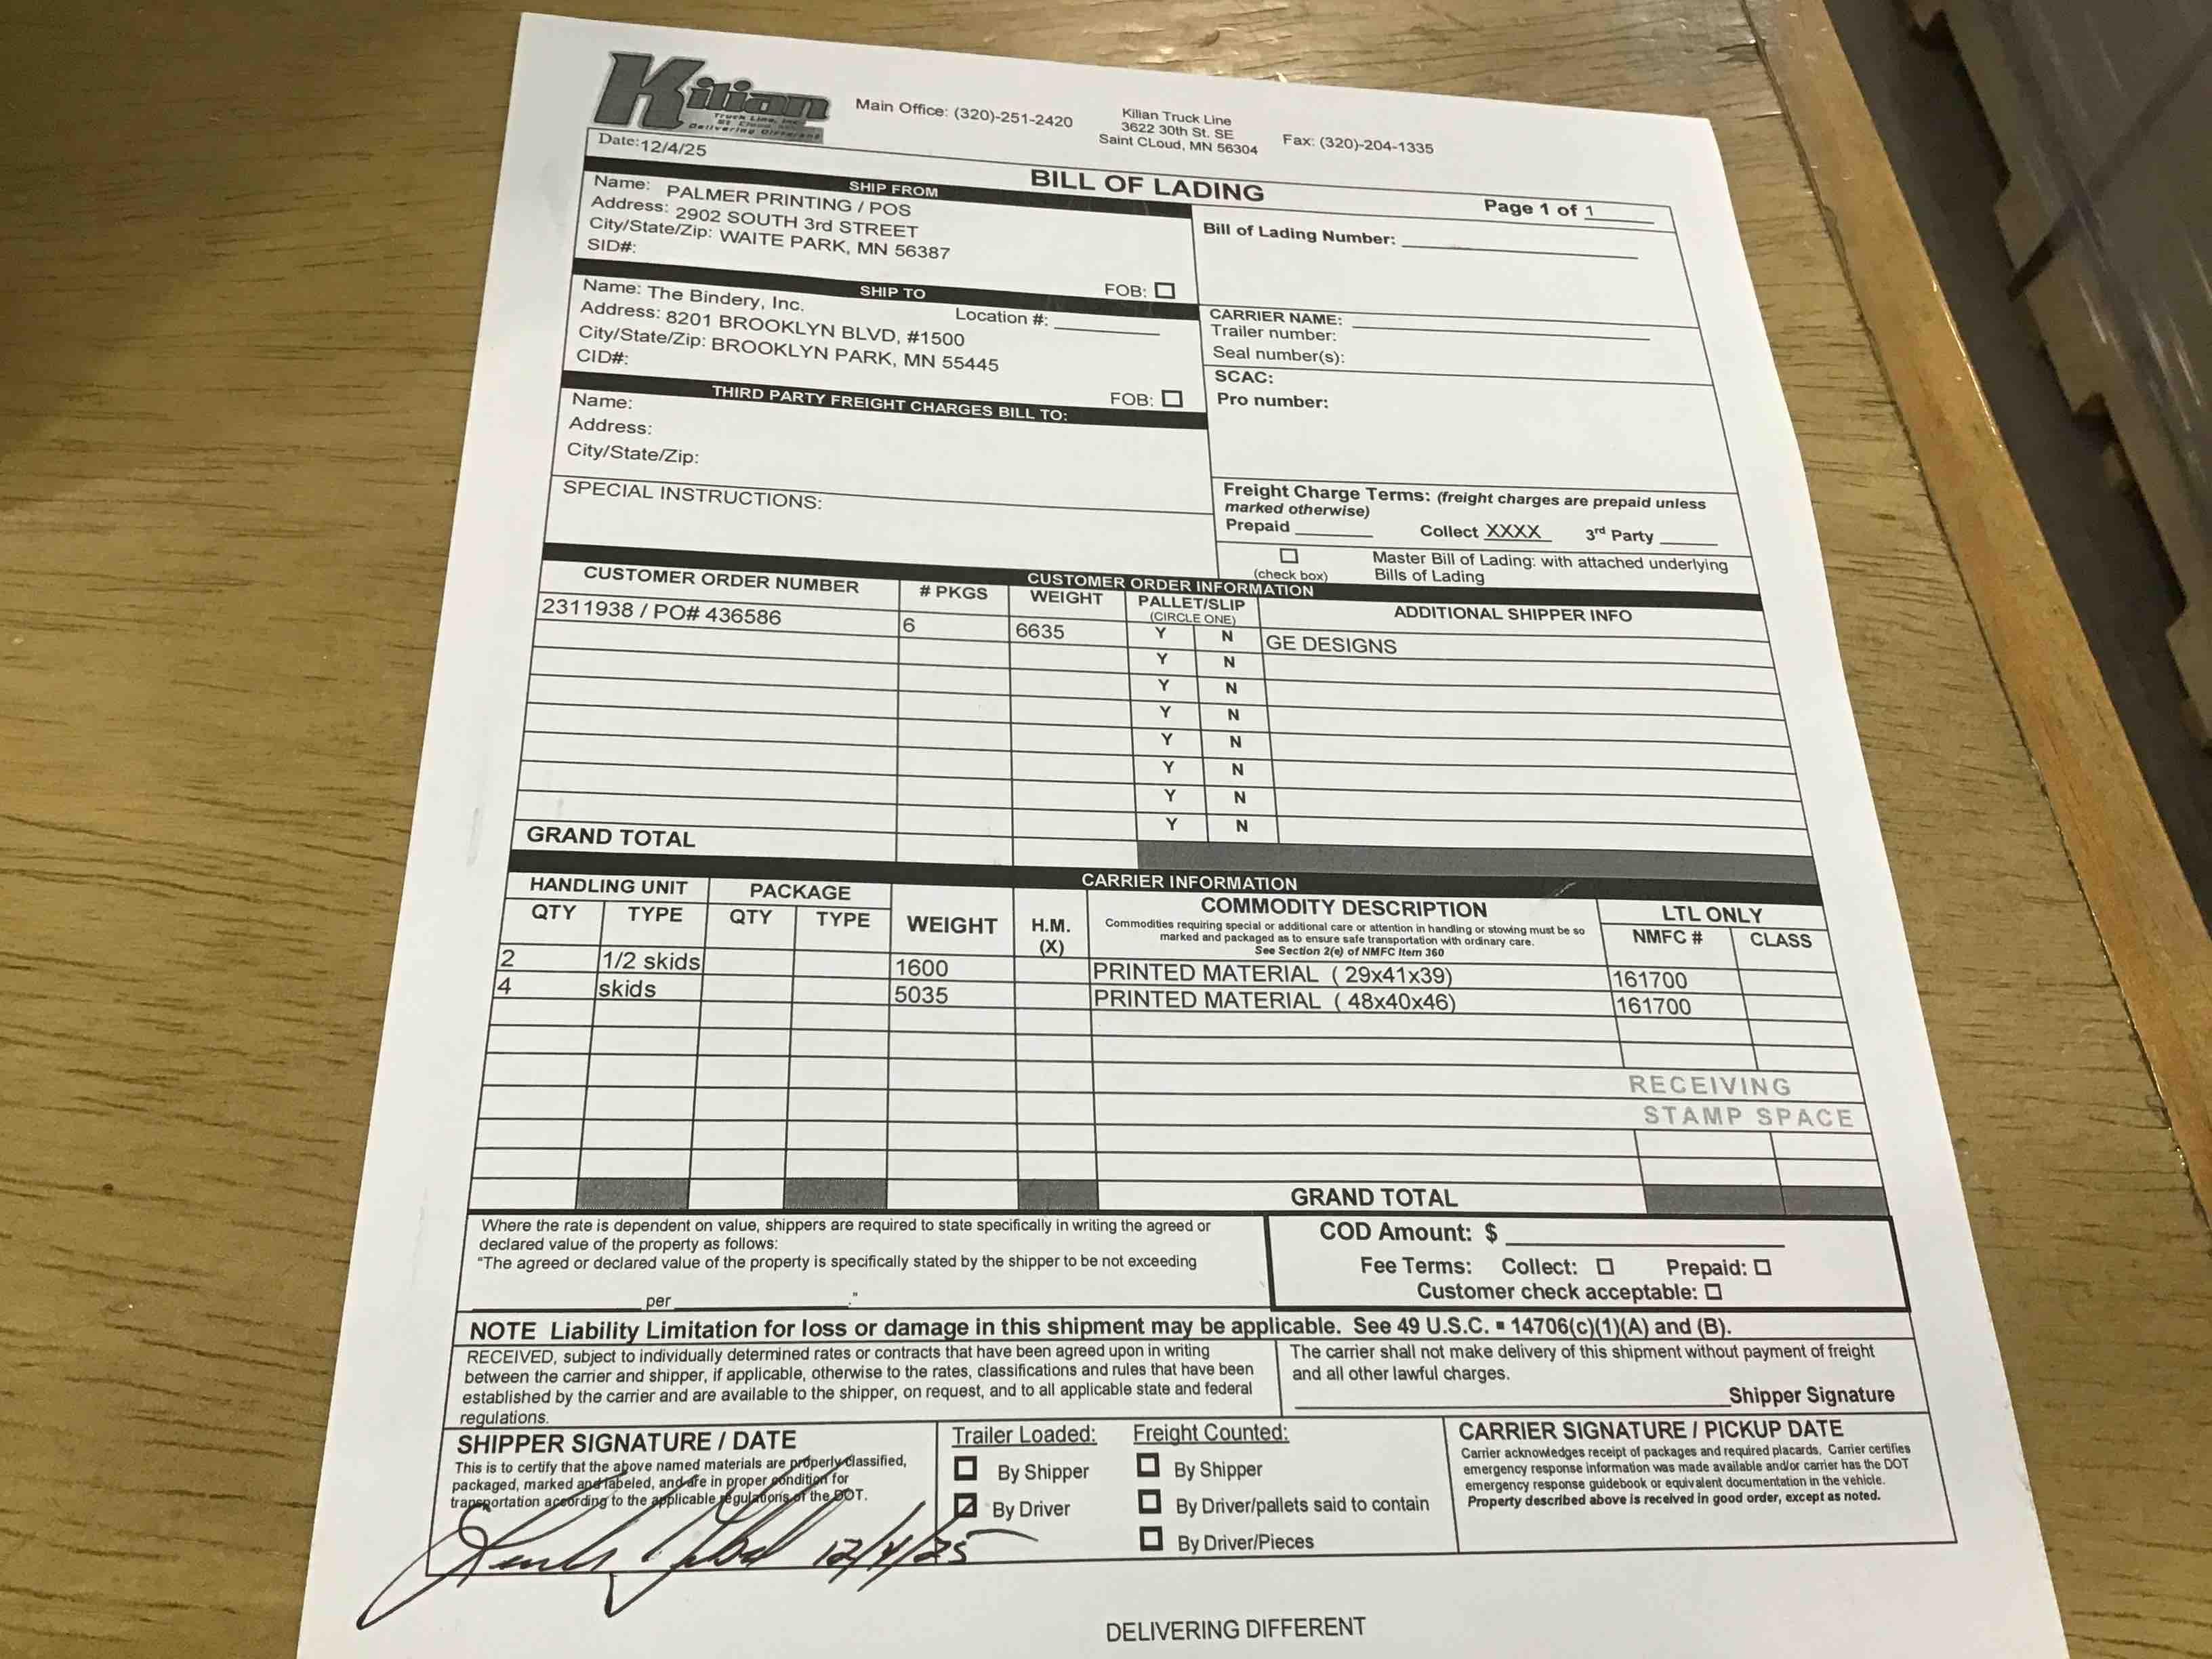 Kilian
Truck Line, Inc.
St Cloud, MN
Delivering Different
Main Office: (320)-251-2420
Kilian Truck Line
3622 30th St. SE
Saint CLoud, MN 56304
Fax: (320)-204-1335
Date:12/4/25
BILL OF LADING
Page 1 of 1
SHIP FROM
Name: PALMER PRINTING / POS
Address: 2902 SOUTH 3rd STREET
City/State/Zip: WAITE PARK, MN 56387
SID#:
FOB:
Bill of Lading Number:
SHIP TO
Name: The Bindery, Inc.
Location #:
Address: 8201 BROOKLYN BLVD, #1500
City/State/Zip: BROOKLYN PARK, MN 55445
CID#:
FOB:
CARRIER NAME:
Trailer number:
Seal number(s):
SCAC:
Pro number:
THIRD PARTY FREIGHT CHARGES BILL TO:
Name:
Address:
City/State/Zip:
SPECIAL INSTRUCTIONS:
Freight Charge Terms: (freight charges are prepaid unless
marked otherwise)
Prepaid Collect XXXX 3rd Party
(check box)
Master Bill of Lading: with attached underlying
Bills of Lading
CUSTOMER ORDER INFORMATION
CUSTOMER ORDER NUMBER # PKGS WEIGHT PALLET/SLIP (CIRCLE ONE) ADDITIONAL SHIPPER INFO
2311938 / PO# 436586 6 6635 Y N GE DESIGNS
Y N
Y N
Y N
Y N
Y N
Y N
Y N
GRAND TOTAL
CARRIER INFORMATION
HANDLING UNIT PACKAGE
QTY TYPE QTY TYPE WEIGHT H.M. (X)
COMMODITY DESCRIPTION
Commodities requiring special or additional care or attention in handling or stowing must be so
marked and packaged as to ensure safe transportation with ordinary care.
See Section 2(e) of NMFC Item 360
LTL ONLY
NMFC # CLASS
2 1/2 skids 1600 PRINTED MATERIAL ( 29x41x39) 161700
4 skids 5035 PRINTED MATERIAL ( 48x40x46) 161700
RECEIVING
STAMP SPACE
GRAND TOTAL
Where the rate is dependent on value, shippers are required to state specifically in writing the agreed or
declared value of the property as follows:
"The agreed or declared value of the property is specifically stated by the shipper to be not exceeding
per ."
COD Amount: $
Fee Terms: Collect: Prepaid:
Customer check acceptable:
NOTE Liability Limitation for loss or damage in this shipment may be applicable. See 49 U.S.C. ▪ 14706(c)(1)(A) and (B).
RECEIVED, subject to individually determined rates or contracts that have been agreed upon in writing
between the carrier and shipper, if applicable, otherwise to the rates, classifications and rules that have been
established by the carrier and are available to the shipper, on request, and to all applicable state and federal
regulations.
The carrier shall not make delivery of this shipment without payment of freight
and all other lawful charges.
Shipper Signature
SHIPPER SIGNATURE / DATE
This is to certify that the above named materials are properly classified,
packaged, marked and labeled, and are in proper condition for
transportation according to the applicable regulations of the DOT.
12/4/25
Trailer Loaded:
By Shipper
By Driver
Freight Counted:
By Shipper
By Driver/pallets said to contain
By Driver/Pieces
CARRIER SIGNATURE / PICKUP DATE
Carrier acknowledges receipt of packages and required placards. Carrier certifies
emergency response information was made available and/or carrier has the DOT
emergency response guidebook or equivalent documentation in the vehicle.
Property described above is received in good order, except as noted.
DELIVERING DIFFERENT